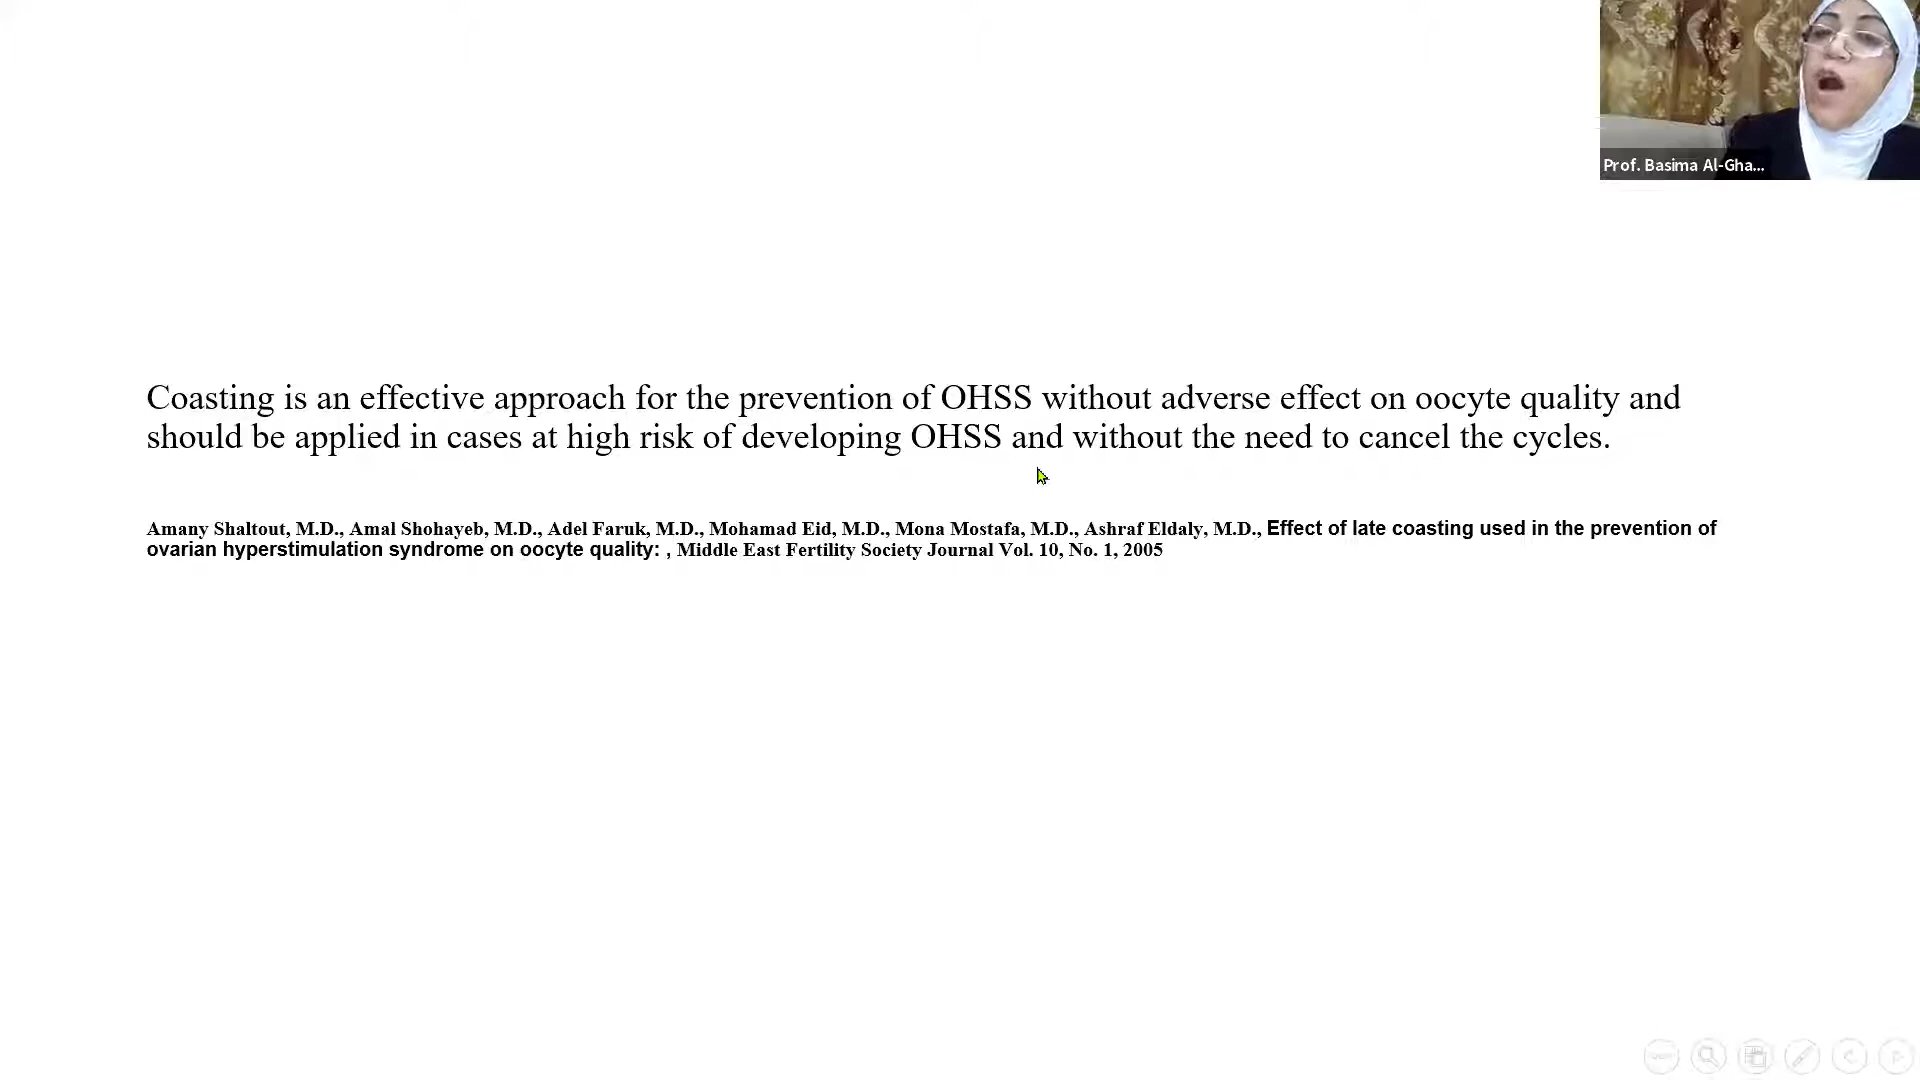 Prof. Basima Al-Gha...
Coasting is an effective approach for the prevention of OHSS without adverse effect on oocyte quality and
should be applied in cases at high risk of developing OHSS and without the need to cancel the cycles.
Amany Shaltout, M.D., Amal Shohayeb, M.D., Adel Faruk, M.D., Mohamad Eid, M.D., Mona Mostafa, M.D., Ashraf Eldaly, M.D., Effect of late coasting used in the prevention of
ovarian hyperstimulation syndrome on oocyte quality: , Middle East Fertility Society Journal Vol. 10, No. 1, 2005